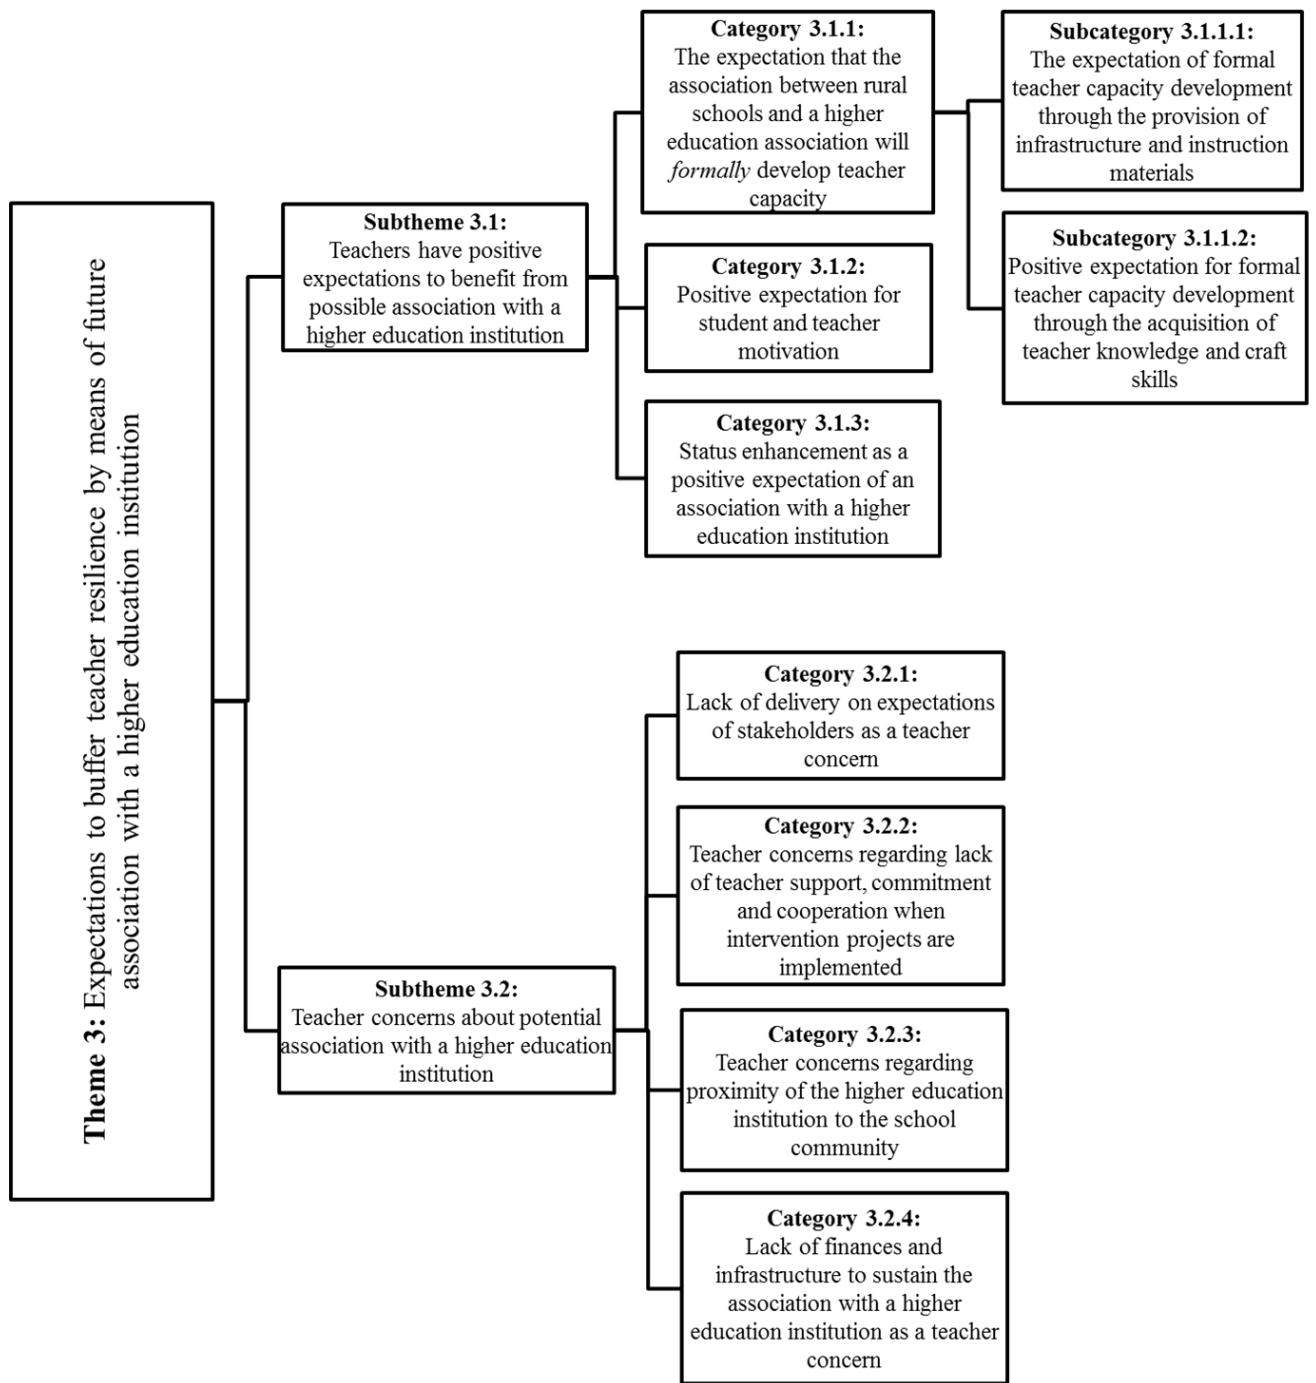 Theme 3: Expectations to buffer teacher resilience by means of future
association with a higher education institution
Subtheme 3.1:
Teachers have positive
expectations to benefit from
possible association with a
higher education institution
Category 3.1.1:
The expectation that the
association between rural
schools and a higher
education association will
formally develop teacher
capacity
Subcategory 3.1.1.1:
The expectation of formal
teacher capacity development
through the provision of
infrastructure and instruction
materials
Subcategory 3.1.1.2:
Positive expectation for formal
teacher capacity development
through the acquisition of
teacher knowledge and craft
skills
Category 3.1.2:
Positive expectation for
student and teacher
motivation
Category 3.1.3:
Status enhancement as a
positive expectation of an
association with a higher
education institution
Subtheme 3.2:
Teacher concerns about potential
association with a higher education
institution
Category 3.2.1:
Lack of delivery on expectations
of stakeholders as a teacher
concern
Category 3.2.2:
Teacher concerns regarding lack
of teacher support, commitment
and cooperation when
intervention projects are
implemented
Category 3.2.3:
Teacher concerns regarding
proximity of the higher education
institution to the school
community
Category 3.2.4:
Lack of finances and
infrastructure to sustain the
association with a higher
education institution as a teacher
concern